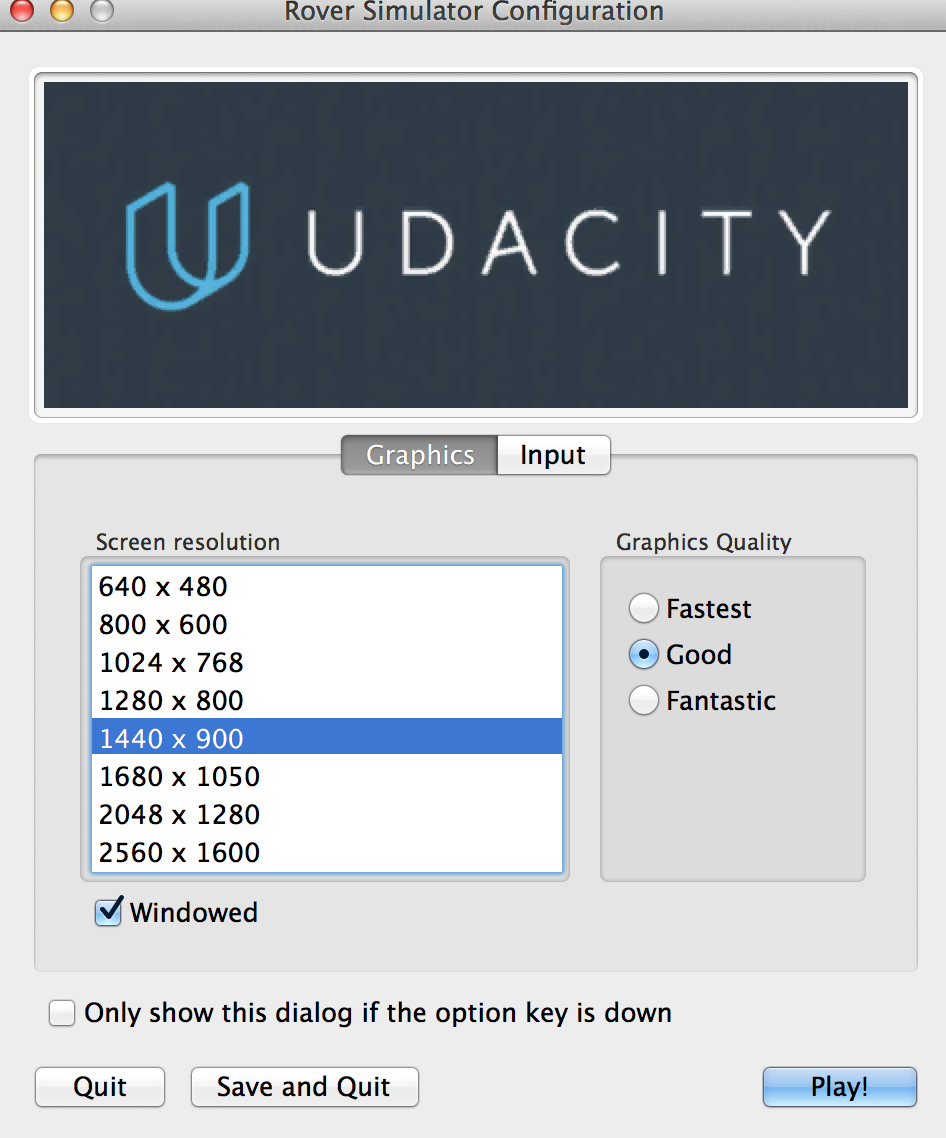 Rover Simulator Configuration
UDACITY
Graphics Input
Screen resolution
640 x 480
800 x 600
1024 x 768
1280 x 800
1440 x 900
1680 x 1050
2048 x 1280
2560 x 1600
Windowed
Graphics Quality
Fastest
Good
Fantastic
Only show this dialog if the option key is down
Quit Save and Quit Play!